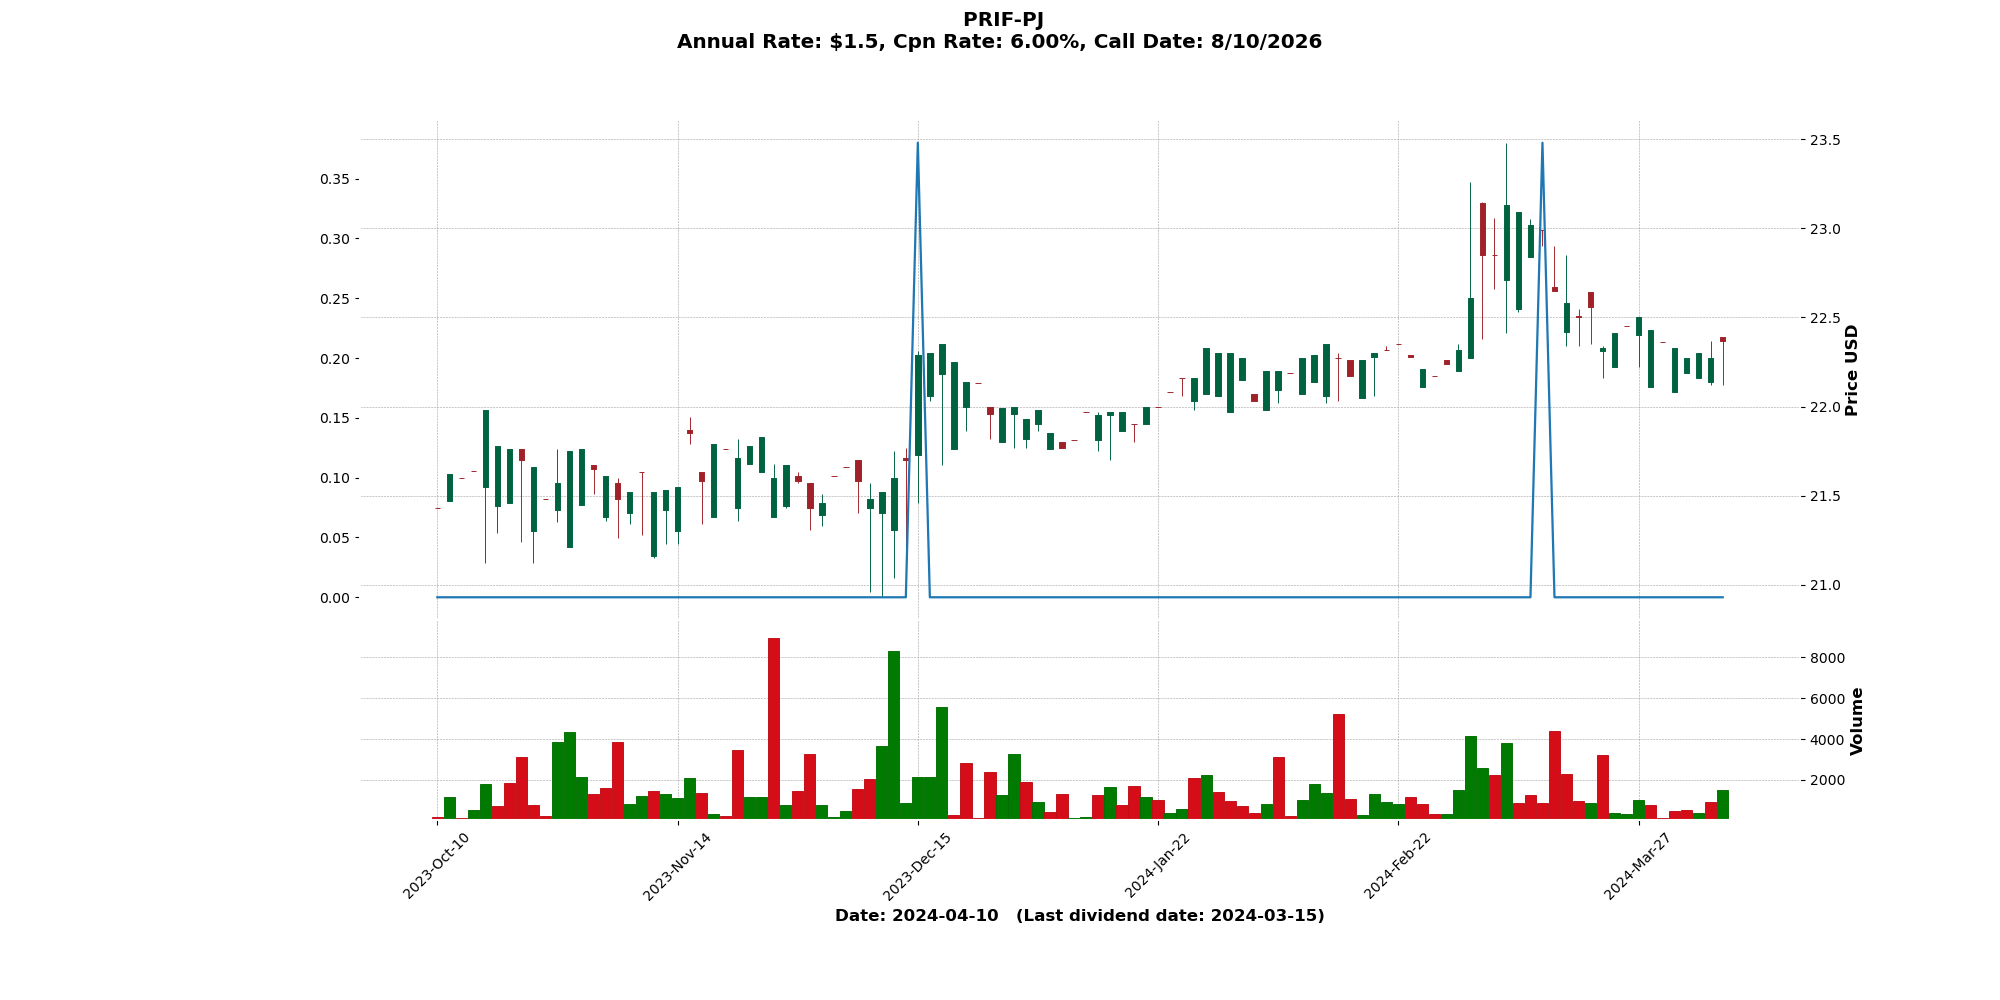 PRIF-PJ
Annual Rate: $1.5, Cpn Rate: 6.00%, Call Date: 8/10/2026
0.35
0.30
0.25
0.20
0.15
0.10
0.05
0.00
23.5
23.0
22.5
22.0
21.5
21.0
Price USD
8000
6000
4000
2000
Volume
2023-Oct-10
2023-Nov-14
2023-Dec-15
2024-Jan-22
2024-Feb-22
2024-Mar-27
Date: 2024-04-10 (Last dividend date: 2024-03-15)